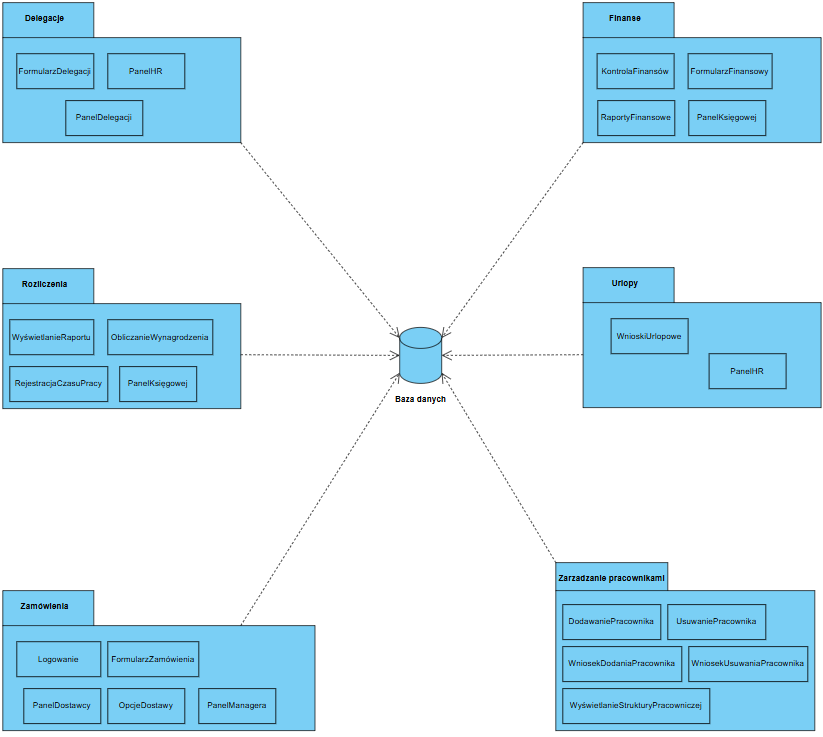 Delegacje
FormularzDelegacji
PanelHR
PanelDelegacji
Finanse
KontrolaFinansów
FormularzFinansowy
RaportyFinansowe
PanelKsięgowej
Rozliczenia
WyświetlanieRaportu
ObliczanieWynagrodzenia
RejestracjaCzasuPracy
PanelKsięgowej
Urlopy
WnioskiUrlopowe
PanelHR
Baza danych
Zamówienia
Logowanie
FormularzZamówienia
PanelDostawcy
OpcjeDostawy
PanelManagera
Zarzadzanie pracownikami
DodawaniePracownika
UsuwaniePracownika
WniosekDodaniaPracownika
WniosekUsuwaniaPracownika
WyświetlanieStrukturyPracowniczej